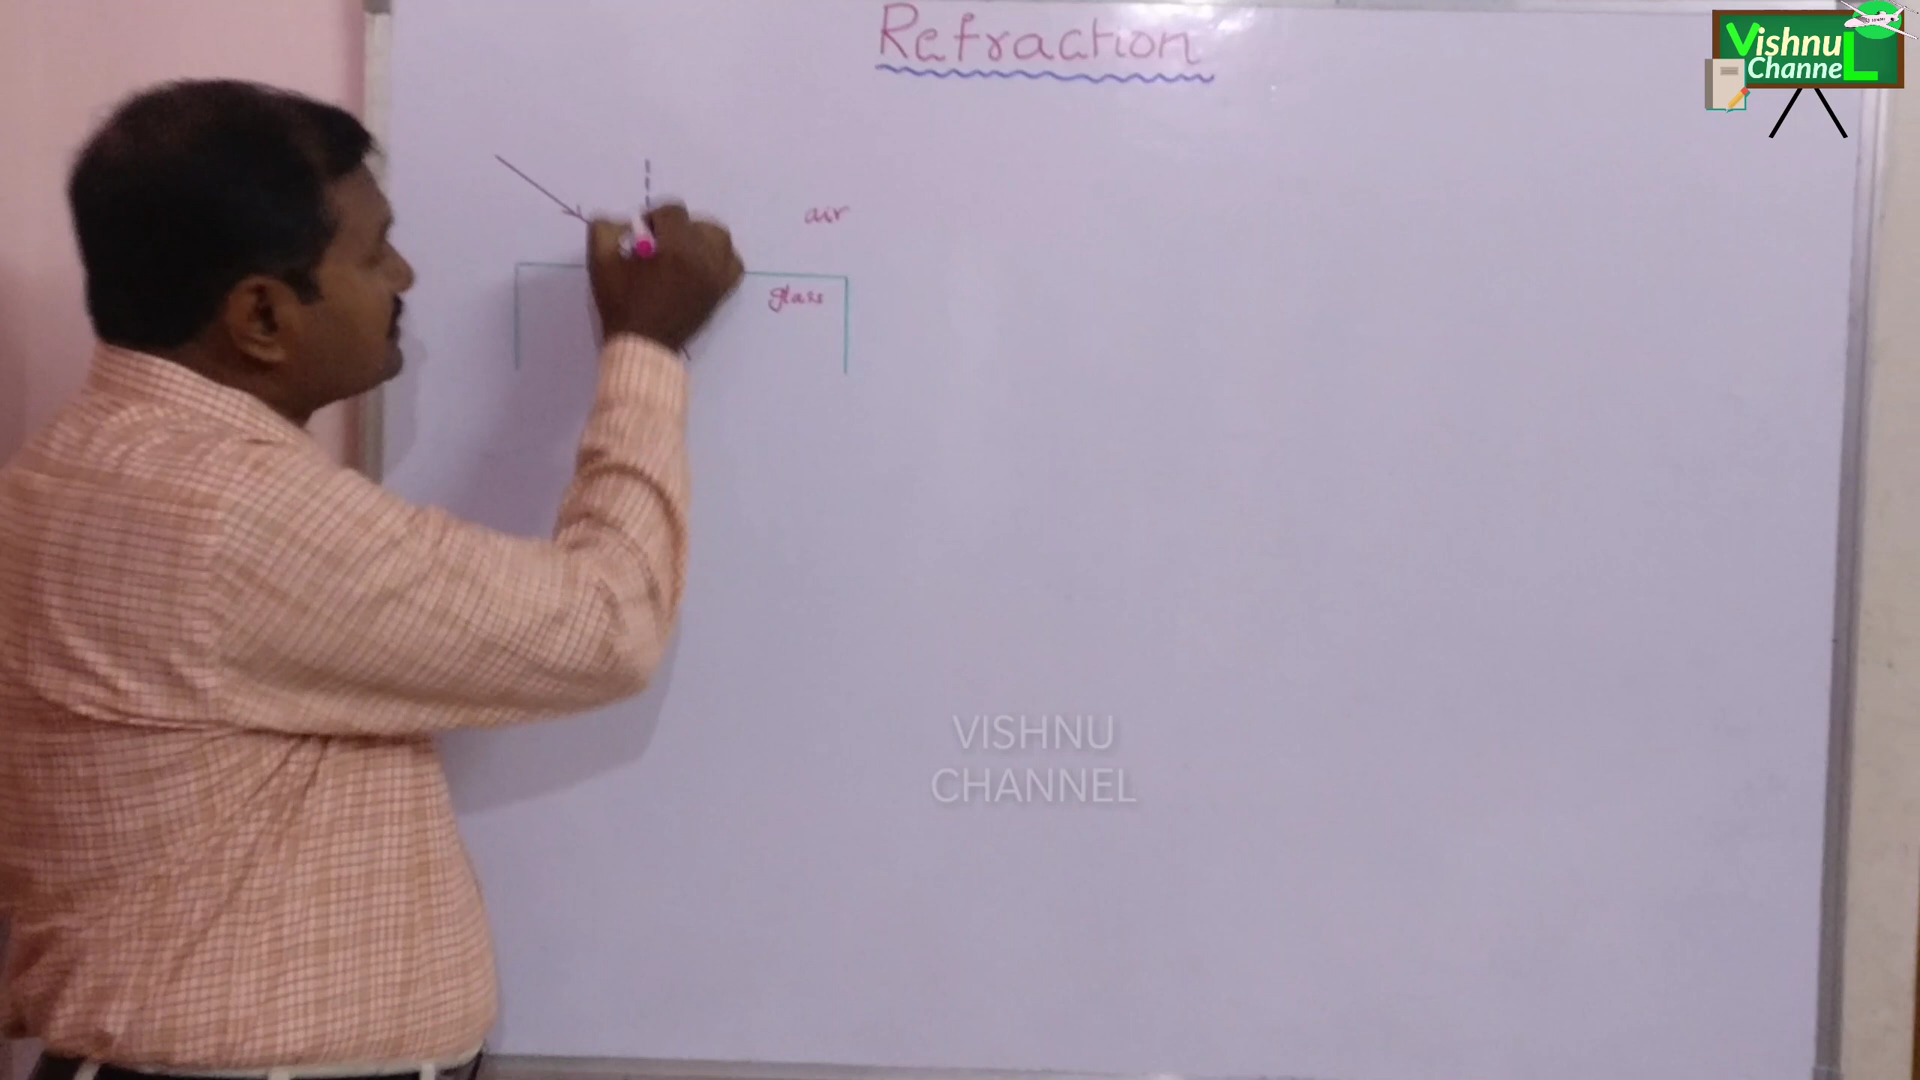 Refraction
Vishnu
ChanneL
air
glass
VISHNU
CHANNEL